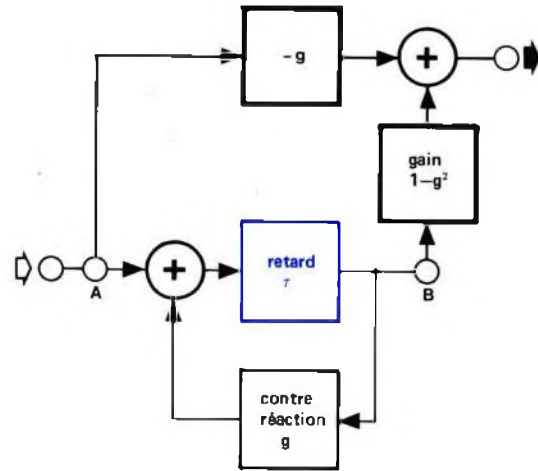 -g
+
gain
1-g²
retard
τ
+
A
B
contre
réaction
g